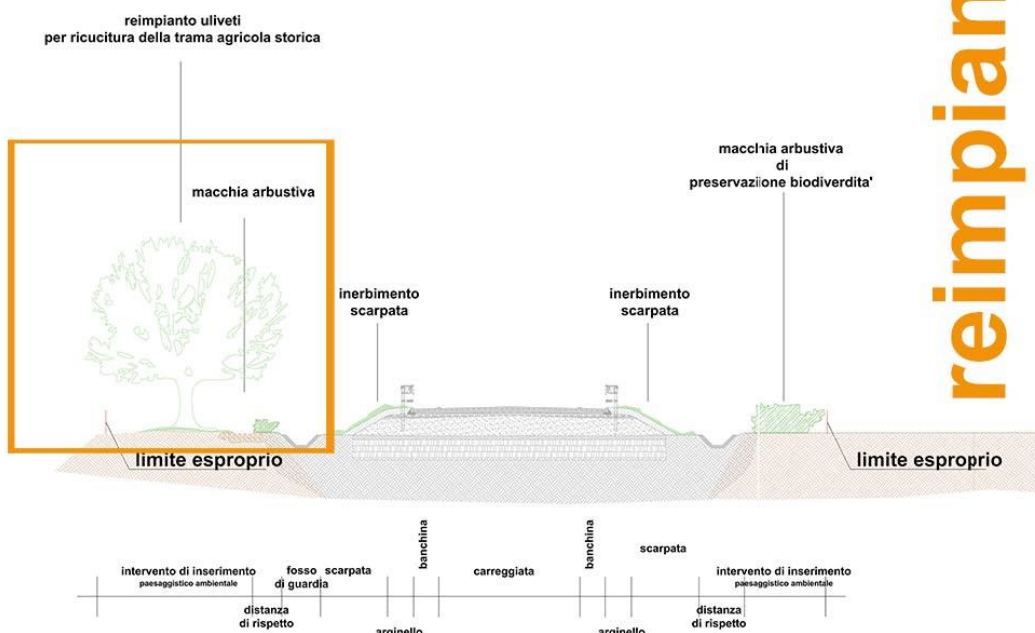 reimpianto uliveti
per ricucitura della trama agricola storica
macchia arbustiva
macchia arbustiva
di
preservaziione biodiverdita'
inerbimento
scarpata
inerbimento
scarpata
limite esproprio
limite esproprio
reimpian
banchina
banchina
scarpata
intervento di inserimento
paesaggistico ambientale
fosso
di guardia
scarpata
carreggiata
intervento di inserimento
paesaggistico ambientale
distanza
di rispetto
arginello
arginello
distanza
di rispetto